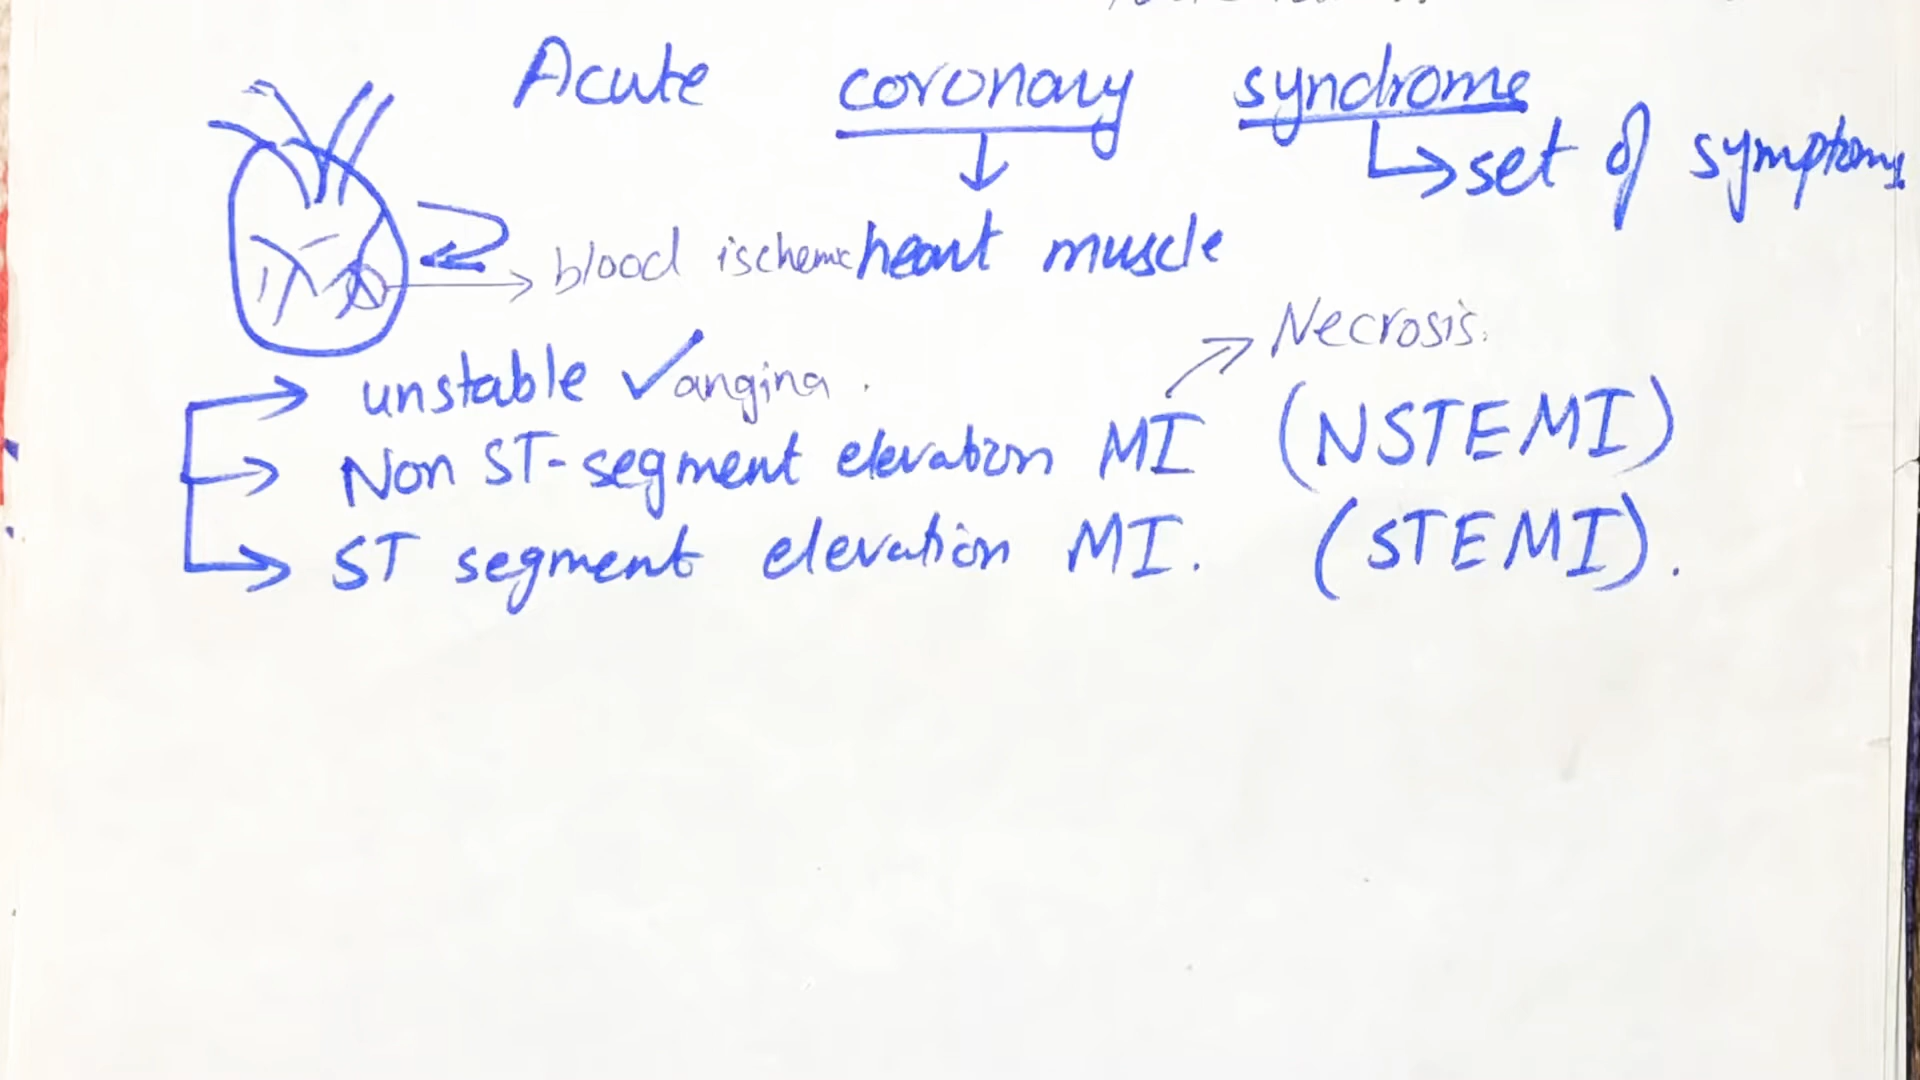 Acute coronary syndrome
set of symptoms
blood ischemic heart muscle
Necrosis.
unstable angina.
Non ST-segment elevation MI (NSTEMI)
ST segment elevation MI. (STEMI).